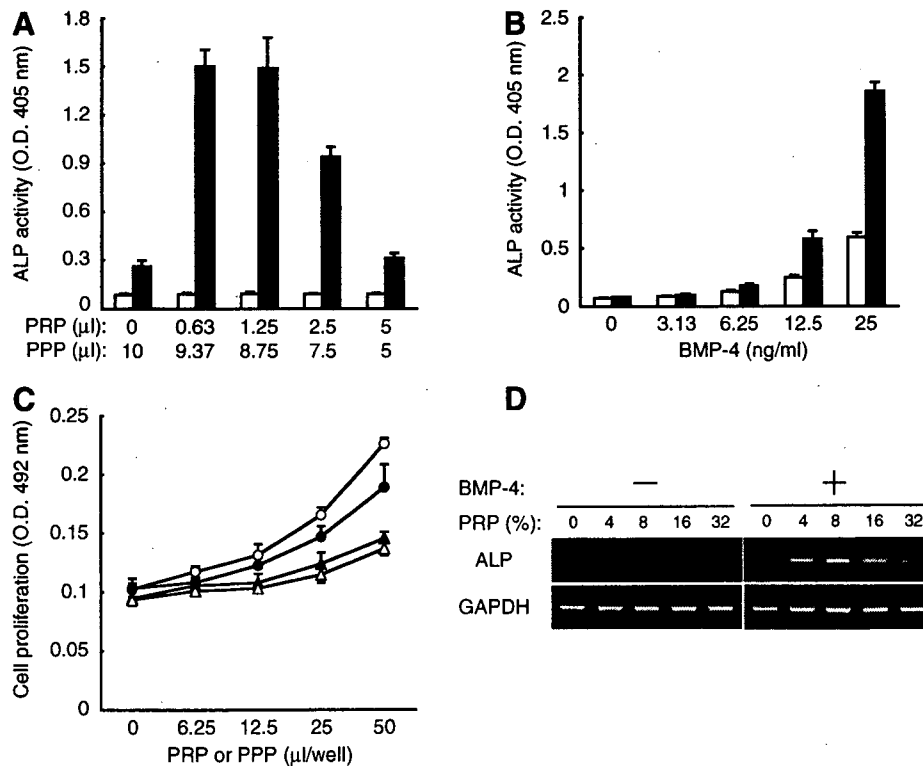 A
ALP activity (O.D. 405 nm)
1.8
1.5
1.2
0.9
0.6
0.3
0
PRP (µl): 0 0.63 1.25 2.5 5
PPP (µl): 10 9.37 8.75 7.5 5
B
ALP activity (O.D. 405 nm)
2.5
2
1.5
1
0.5
0
0 3.13 6.25 12.5 25
BMP-4 (ng/ml)
C
Cell proliferation (O.D. 492 nm)
0.25
0.2
0.15
0.1
0.05
0
0 6.25 12.5 25 50
PRP or PPP (µl/well)
D
BMP-4: — +
PRP (%): 0 4 8 16 32 0 4 8 16 32
ALP
GAPDH